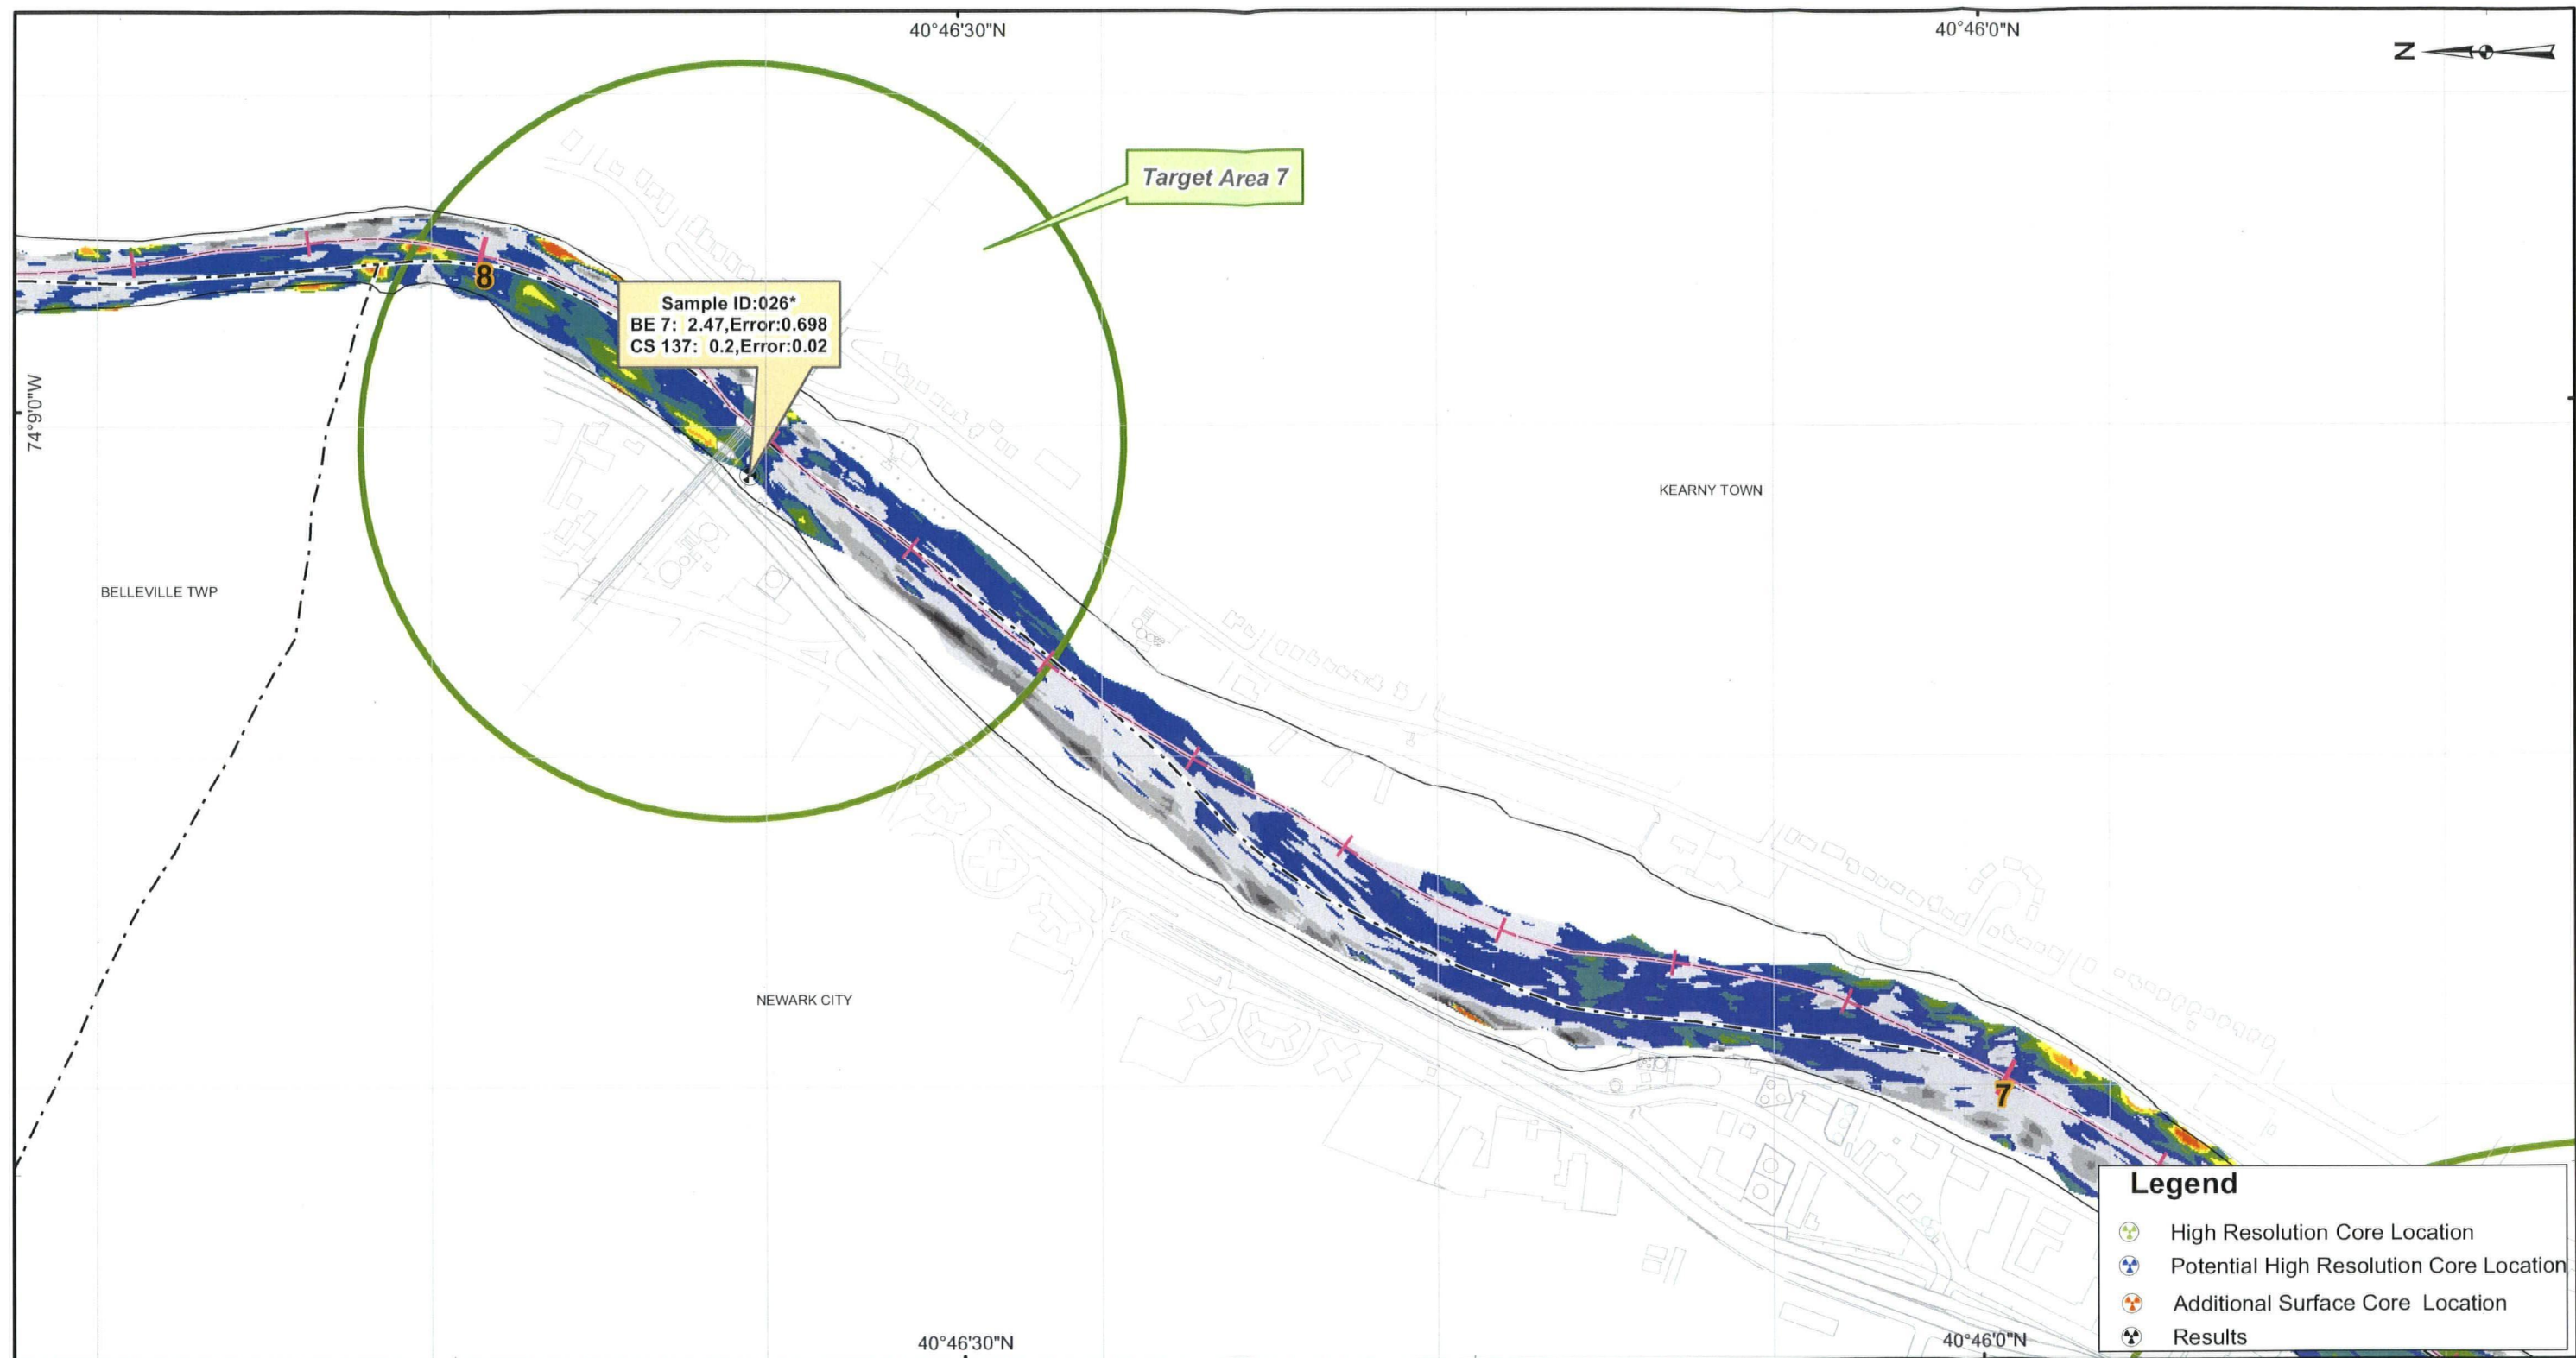 40°46'30"N
40°46'0"N
N
Target Area 7
8
Sample ID:026*
BE 7: 2.47,Error:0.698
CS 137: 0.2,Error:0.02
74°9'0"W
KEARNY TOWN
BELLEVILLE TWP
NEWARK CITY
7
Legend
High Resolution Core Location
Potential High Resolution Core Location
Additional Surface Core Location
Results
40°46'30"N
40°46'0"N